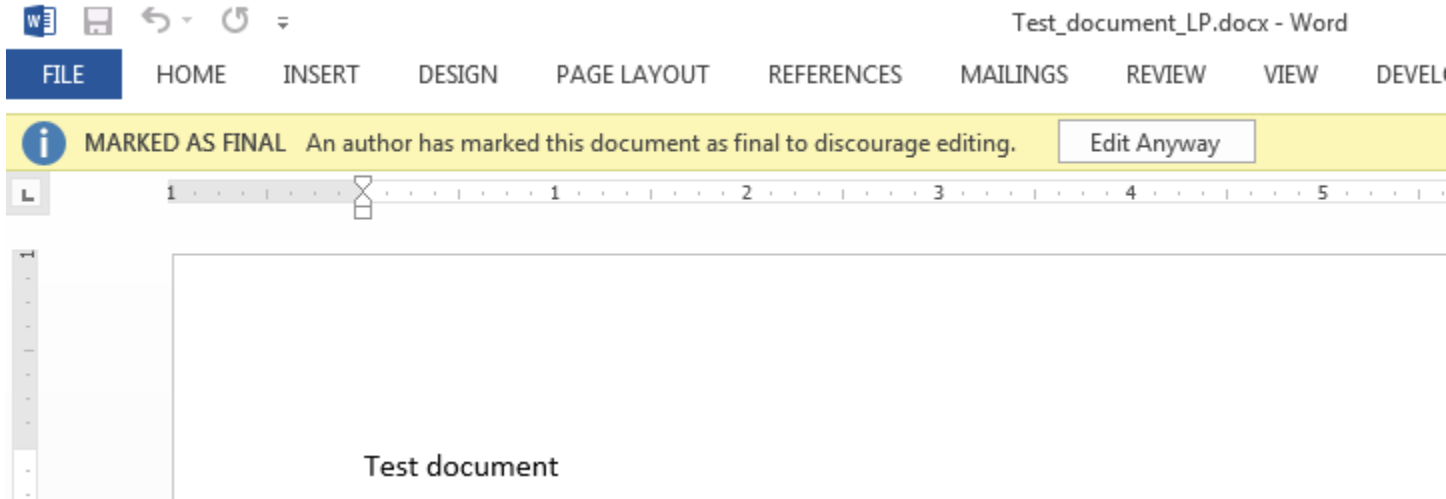 Test_document_LP.docx - Word
FILE HOME INSERT DESIGN PAGE LAYOUT REFERENCES MAILINGS REVIEW VIEW
MARKED AS FINAL An author has marked this document as final to discourage editing. Edit Anyway
L 1 1 2 3 4 5
1
Test document